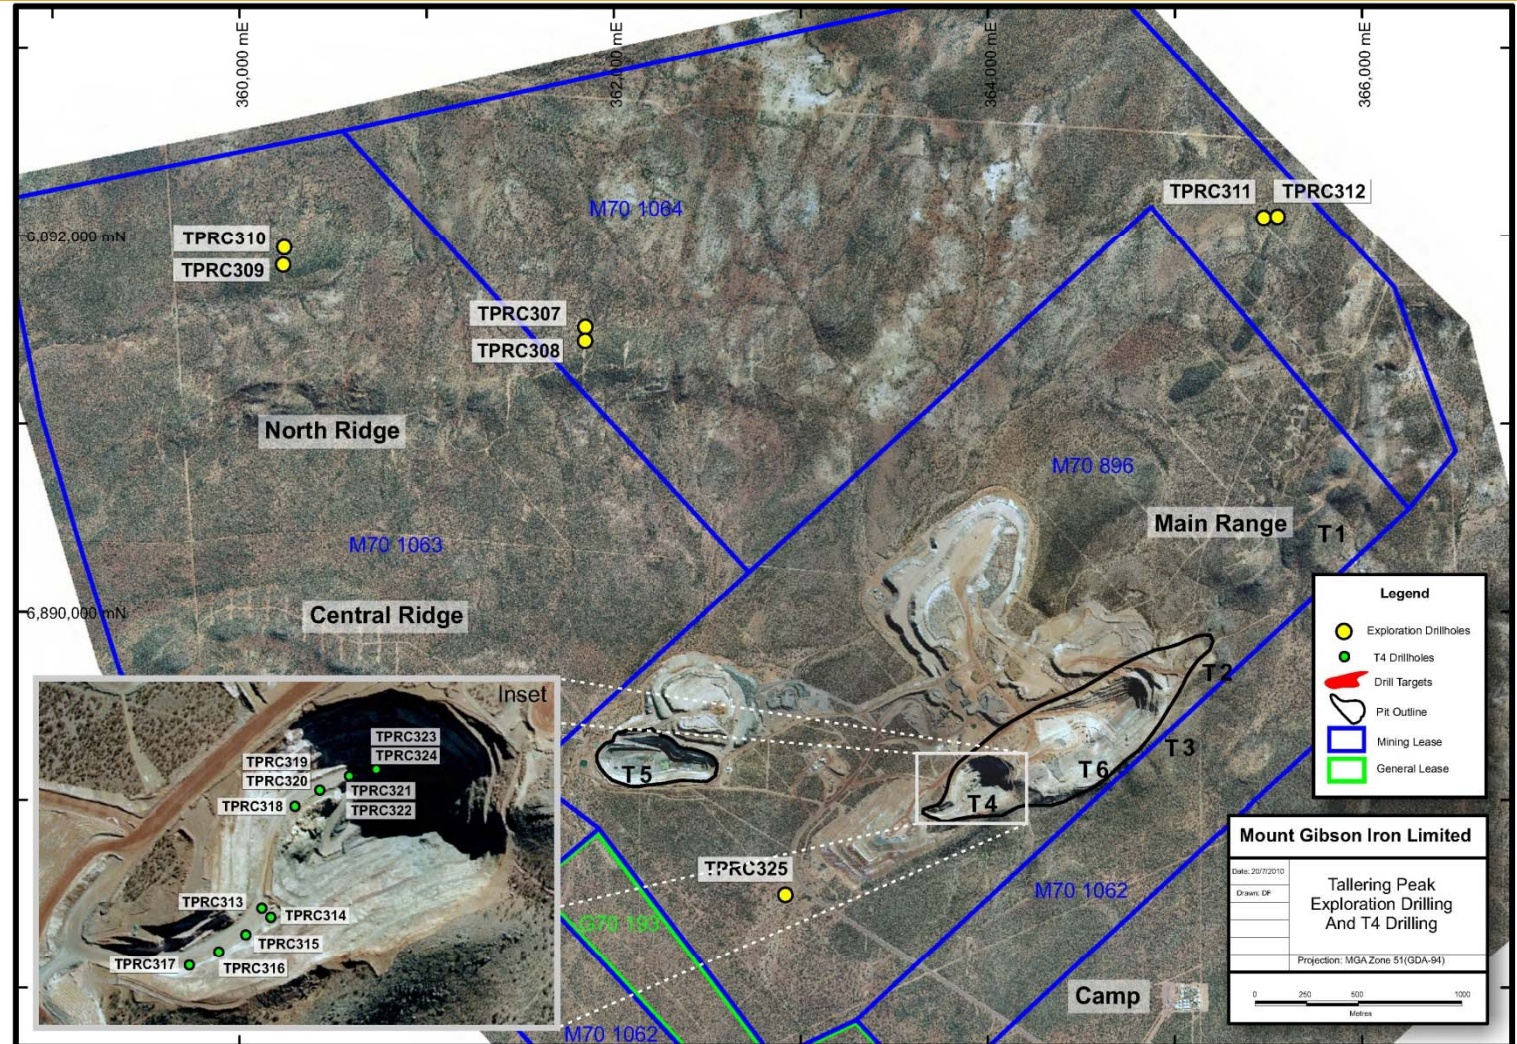 360,000 mE
362,000 mE
364,000 mE
366,000 mE
TPRC311
TPRC312
M70 1064
6,892,000 mN
TPRC310
TPRC309
TPRC307
TPRC308
North Ridge
M70 896
Main Range
T1
M70 1063
Central Ridge
6,890,000 mN
Legend
Exploration Drillholes
T4 Drillholes
Drill Targets
Pit Outline
Mining Lease
General Lease
T2
T3
T6
T5
T4
Inset
TPRC323
TPRC324
TPRC319
TPRC320
TPRC321
TPRC318
TPRC322
TPRC313
TPRC314
TPRC315
TPRC317
TPRC316
TPRC325
G70 193
M70 1062
M70 1062
Camp
Mount Gibson Iron Limited
Date: 20/7/2010
Drawn: DF
Tallering Peak
Exploration Drilling
And T4 Drilling
Projection: MGA Zone 51(GDA-94)
0 250 500 1000
Metres